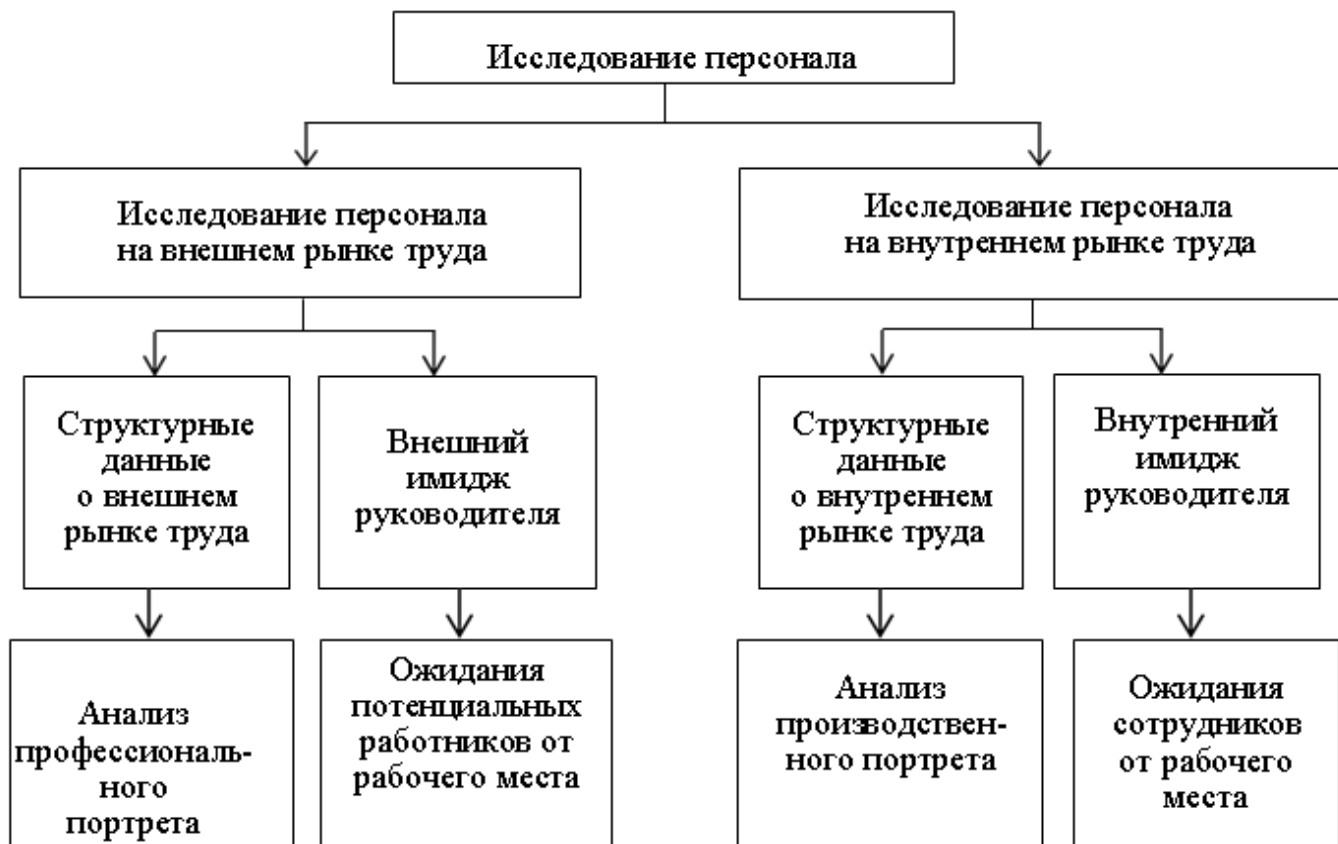 Исследование персонала
Исследование персонала
на внешнем рынке труда
Исследование персонала
на внутреннем рынке труда
Структурные
данные
о внешнем
рынке труда
Внешний
имидж
руководителя
Структурные
данные
о внутреннем
рынке труда
Внутренний
имидж
руководителя
Анализ
профессиональ-
ного
портрета
Ожидания
потенциальных
работников от
рабочего места
Анализ
производствен-
ного портрета
Ожидания
сотрудников
от рабочего
места